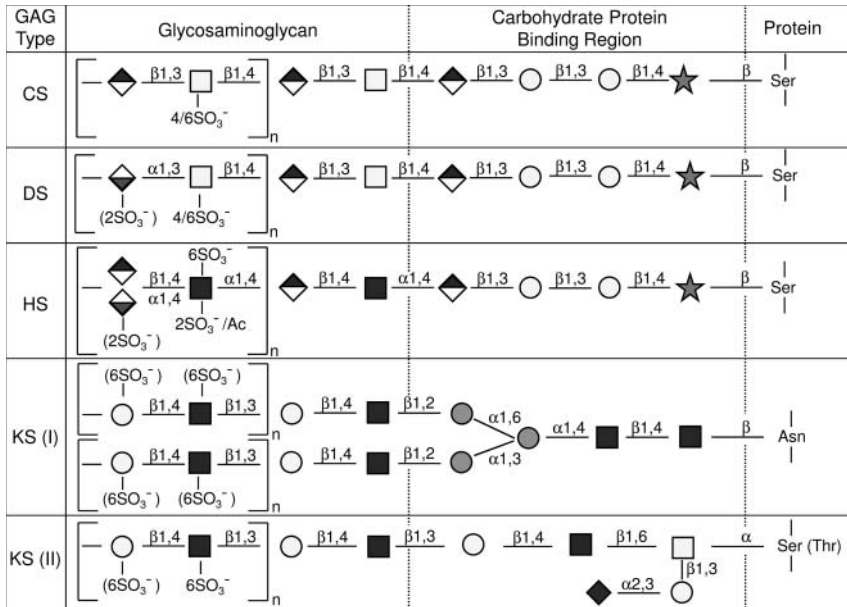 GAG Type Glycosaminoglycan Carbohydrate Protein Binding Region Protein
CS β1,3 β1,4 β1,3 β1,4 β1,3 β1,3 β1,4 β Ser
4/6SO₃⁻ n
DS α1,3 β1,4 β1,3 β1,4 β1,3 β1,3 β1,4 β Ser
(2SO₃⁻) 4/6SO₃⁻ n
6SO₃⁻
HS β1,4 α1,4 β1,4 α1,4 β1,3 β1,3 β1,4 β Ser
α1,4
2SO₃⁻/Ac
(2SO₃⁻) n
(6SO₃⁻) (6SO₃⁻)
β1,4 β1,3 β1,4 β1,2 α1,6
n
KS (I) α1,4 β1,4 β Asn
β1,4 β1,3 β1,4 β1,2 α1,3
(6SO₃⁻) (6SO₃⁻) n
KS (II) β1,4 β1,3 β1,4 β1,3 β1,4 β1,6 α Ser (Thr)
β1,3
(6SO₃⁻) 6SO₃⁻ n α2,3